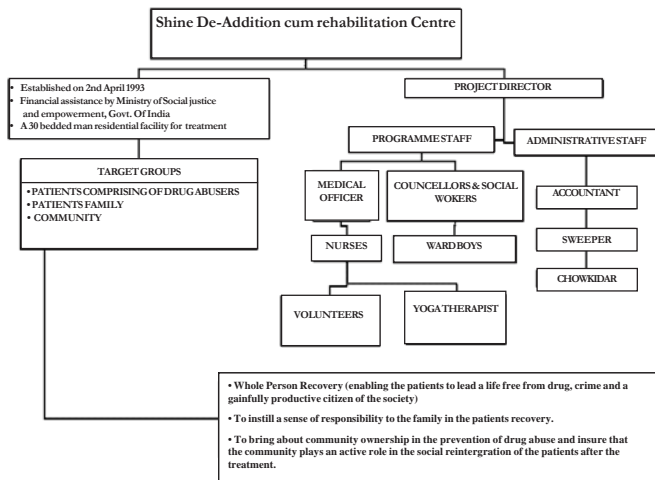 Shine De-Addition cum rehabilitation Centre
• Established on 2nd April 1993
• Financial assistance by Ministry of Social justice
and empowerment, Govt. Of India
• A 30 bedded man residential facility for treatment
PROJECT DIRECTOR
PROGRAMME STAFF
ADMINISTRATIVE STAFF
TARGET GROUPS
• PATIENTS COMPRISING OF DRUG ABUSERS
• PATIENTS FAMILY
• COMMUNITY
MEDICAL
OFFICER
COUNCELLORS & SOCIAL
WOKERS
ACCOUNTANT
NURSES
WARD BOYS
SWEEPER
CHOWKIDAR
VOLUNTEERS
YOGA THERAPIST
• Whole Person Recovery (enabling the patients to lead a life free from drug, crime and a
gainfully productive citizen of the society)
• To instill a sense of responsibility to the family in the patients recovery.
• To bring about community ownership in the prevention of drug abuse and insure that
the community plays an active role in the social reintergration of the patients after the
treatment.